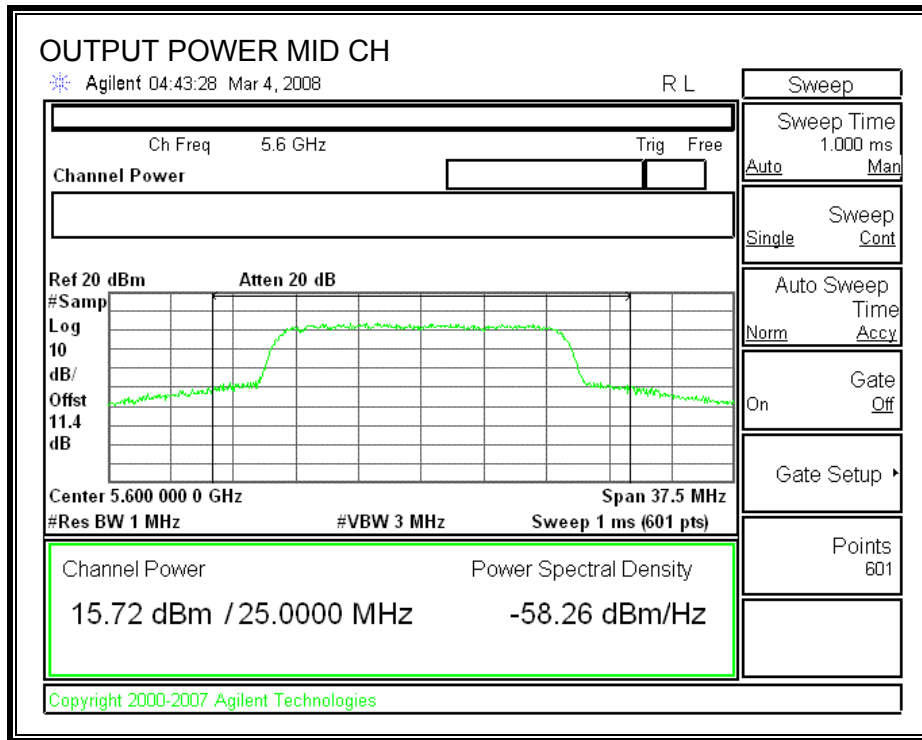 OUTPUT POWER MID CH
Agilent 04:43:28 Mar 4, 2008 R L
Ch Freq 5.6 GHz Trig Free
Channel Power
Ref 20 dBm Atten 20 dB
#Samp
Log
10
dB/
Offst
11.4
dB
Center 5.600 000 0 GHz Span 37.5 MHz
#Res BW 1 MHz #VBW 3 MHz Sweep 1 ms (601 pts)
Channel Power Power Spectral Density
15.72 dBm / 25.0000 MHz -58.26 dBm/Hz
Copyright 2000-2007 Agilent Technologies
Sweep
Sweep Time
1.000 ms
Auto Man
Sweep
Single Cont
Auto Sweep
Time
Norm Accy
Gate
On Off
Gate Setup
Points
601